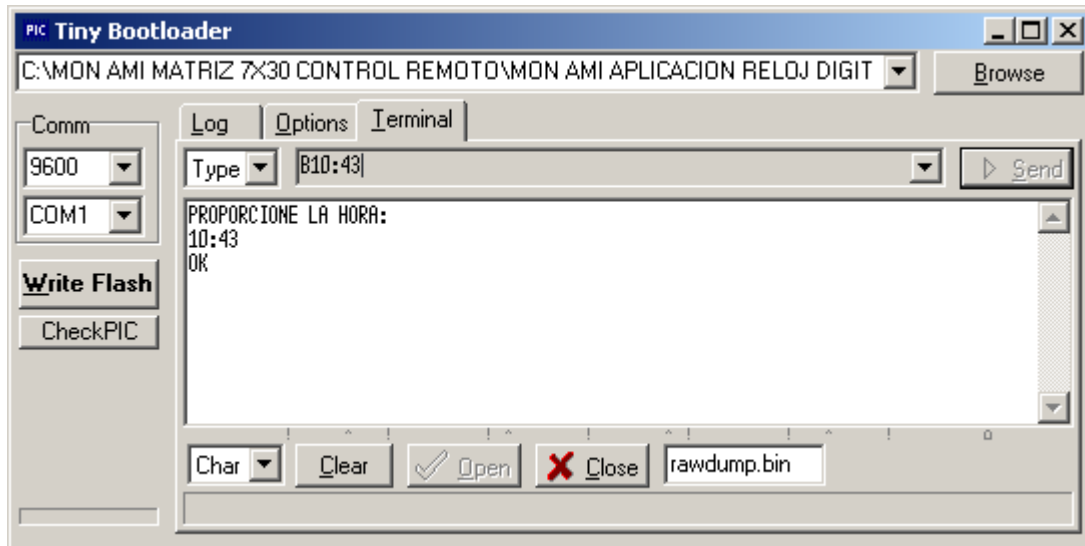 PIC Tiny Bootloader
C:\MON AMI MATRIZ 7X30 CONTROL REMOTO\MON AMI APLICACION RELOJ DIGIT
Browse
Comm
9600
COM1
Write Flash
CheckPIC
Log Options Terminal
Type B10:43 Send
PROPORCIONE LA HORA:
10:43
OK
Char Clear Open Close rawdump.bin